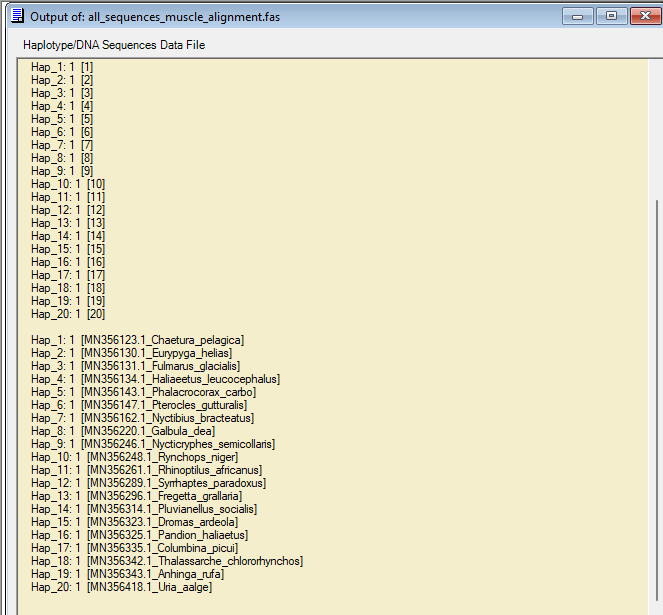 Output of: all_sequences_muscle_alignment.fas
Haplotype/DNA Sequences Data File
Hap_1: 1 [1]
Hap_2: 1 [2]
Hap_3: 1 [3]
Hap_4: 1 [4]
Hap_5: 1 [5]
Hap_6: 1 [6]
Hap_7: 1 [7]
Hap_8: 1 [8]
Hap_9: 1 [9]
Hap_10: 1 [10]
Hap_11: 1 [11]
Hap_12: 1 [12]
Hap_13: 1 [13]
Hap_14: 1 [14]
Hap_15: 1 [15]
Hap_16: 1 [16]
Hap_17: 1 [17]
Hap_18: 1 [18]
Hap_19: 1 [19]
Hap_20: 1 [20]
Hap_1: 1 [MN356123.1_Chaetura_pelagica]
Hap_2: 1 [MN356130.1_Eurypyga_helias]
Hap_3: 1 [MN356131.1_Fulmarus_glacialis]
Hap_4: 1 [MN356134.1_Haliaeetus_leucocephalus]
Hap_5: 1 [MN356143.1_Phalacrocorax_carbo]
Hap_6: 1 [MN356147.1_Pterocles_gutturalis]
Hap_7: 1 [MN356162.1_Nyctibius_bracteatus]
Hap_8: 1 [MN356220.1_Galbula_dea]
Hap_9: 1 [MN356246.1_Nycticryphes_semicollaris]
Hap_10: 1 [MN356248.1_Rynchops_niger]
Hap_11: 1 [MN356261.1_Rhinoptilus_africanus]
Hap_12: 1 [MN356289.1_Syrrhaptes_paradoxus]
Hap_13: 1 [MN356296.1_Fregetta_grallaria]
Hap_14: 1 [MN356314.1_Pluvianellus_socialis]
Hap_15: 1 [MN356323.1_Dromas_ardeola]
Hap_16: 1 [MN356325.1_Pandion_haliaetus]
Hap_17: 1 [MN356335.1_Columbina_picui]
Hap_18: 1 [MN356342.1_Thalassarche_chlororhynchos]
Hap_19: 1 [MN356343.1_Anhinga_rufa]
Hap_20: 1 [MN356418.1_Uria_aalge]